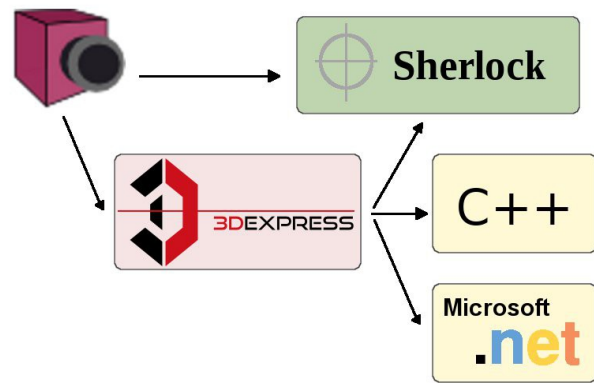 Sherlock
3DEXPRESS
C++
Microsoft
.net